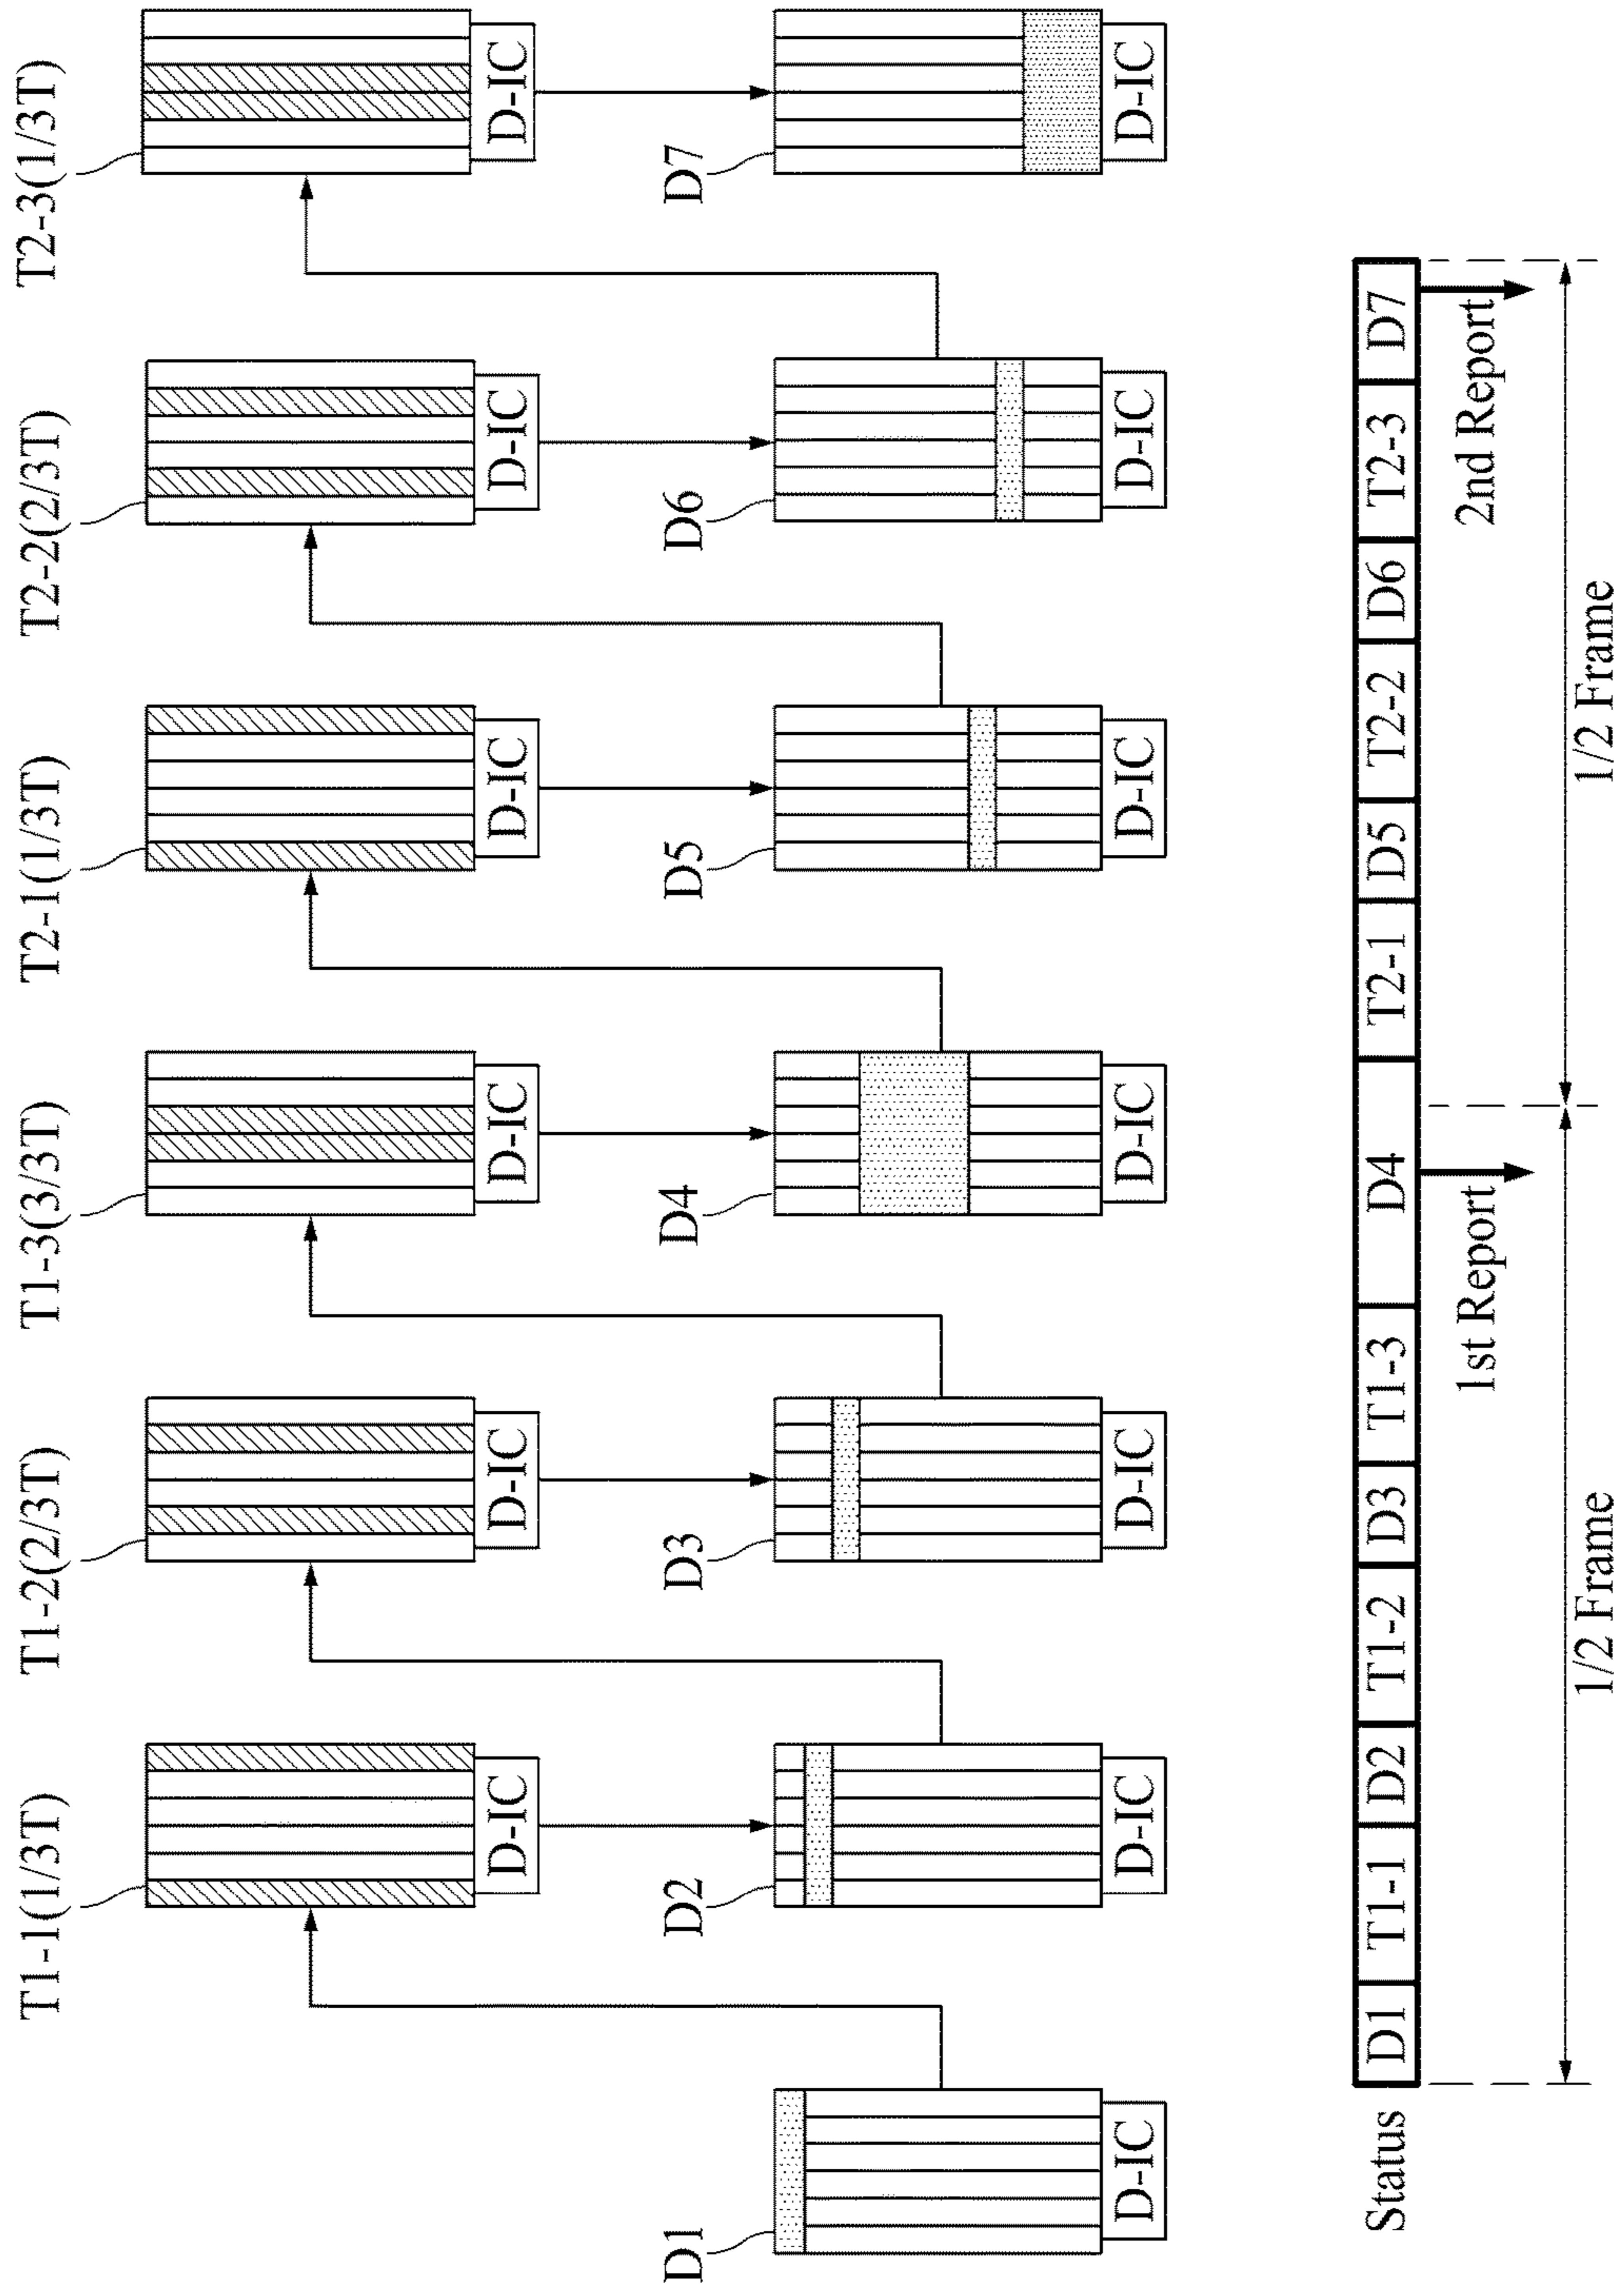 T1-1(1/3T) T1-2(2/3T) T1-3(3/3T) T2-1(1/3T) T2-2(2/3T) T2-3(1/3T)
D-IC D-IC D-IC D-IC D-IC D-IC
D1 D2 D3 D4 D5 D6 D7
D-IC D-IC D-IC D-IC D-IC D-IC D-IC
Status D1 T1-1 D2 T1-2 D3 T1-3 D4 T2-1 D5 T2-2 D6 T2-3 D7
1st Report 2nd Report
1/2 Frame 1/2 Frame